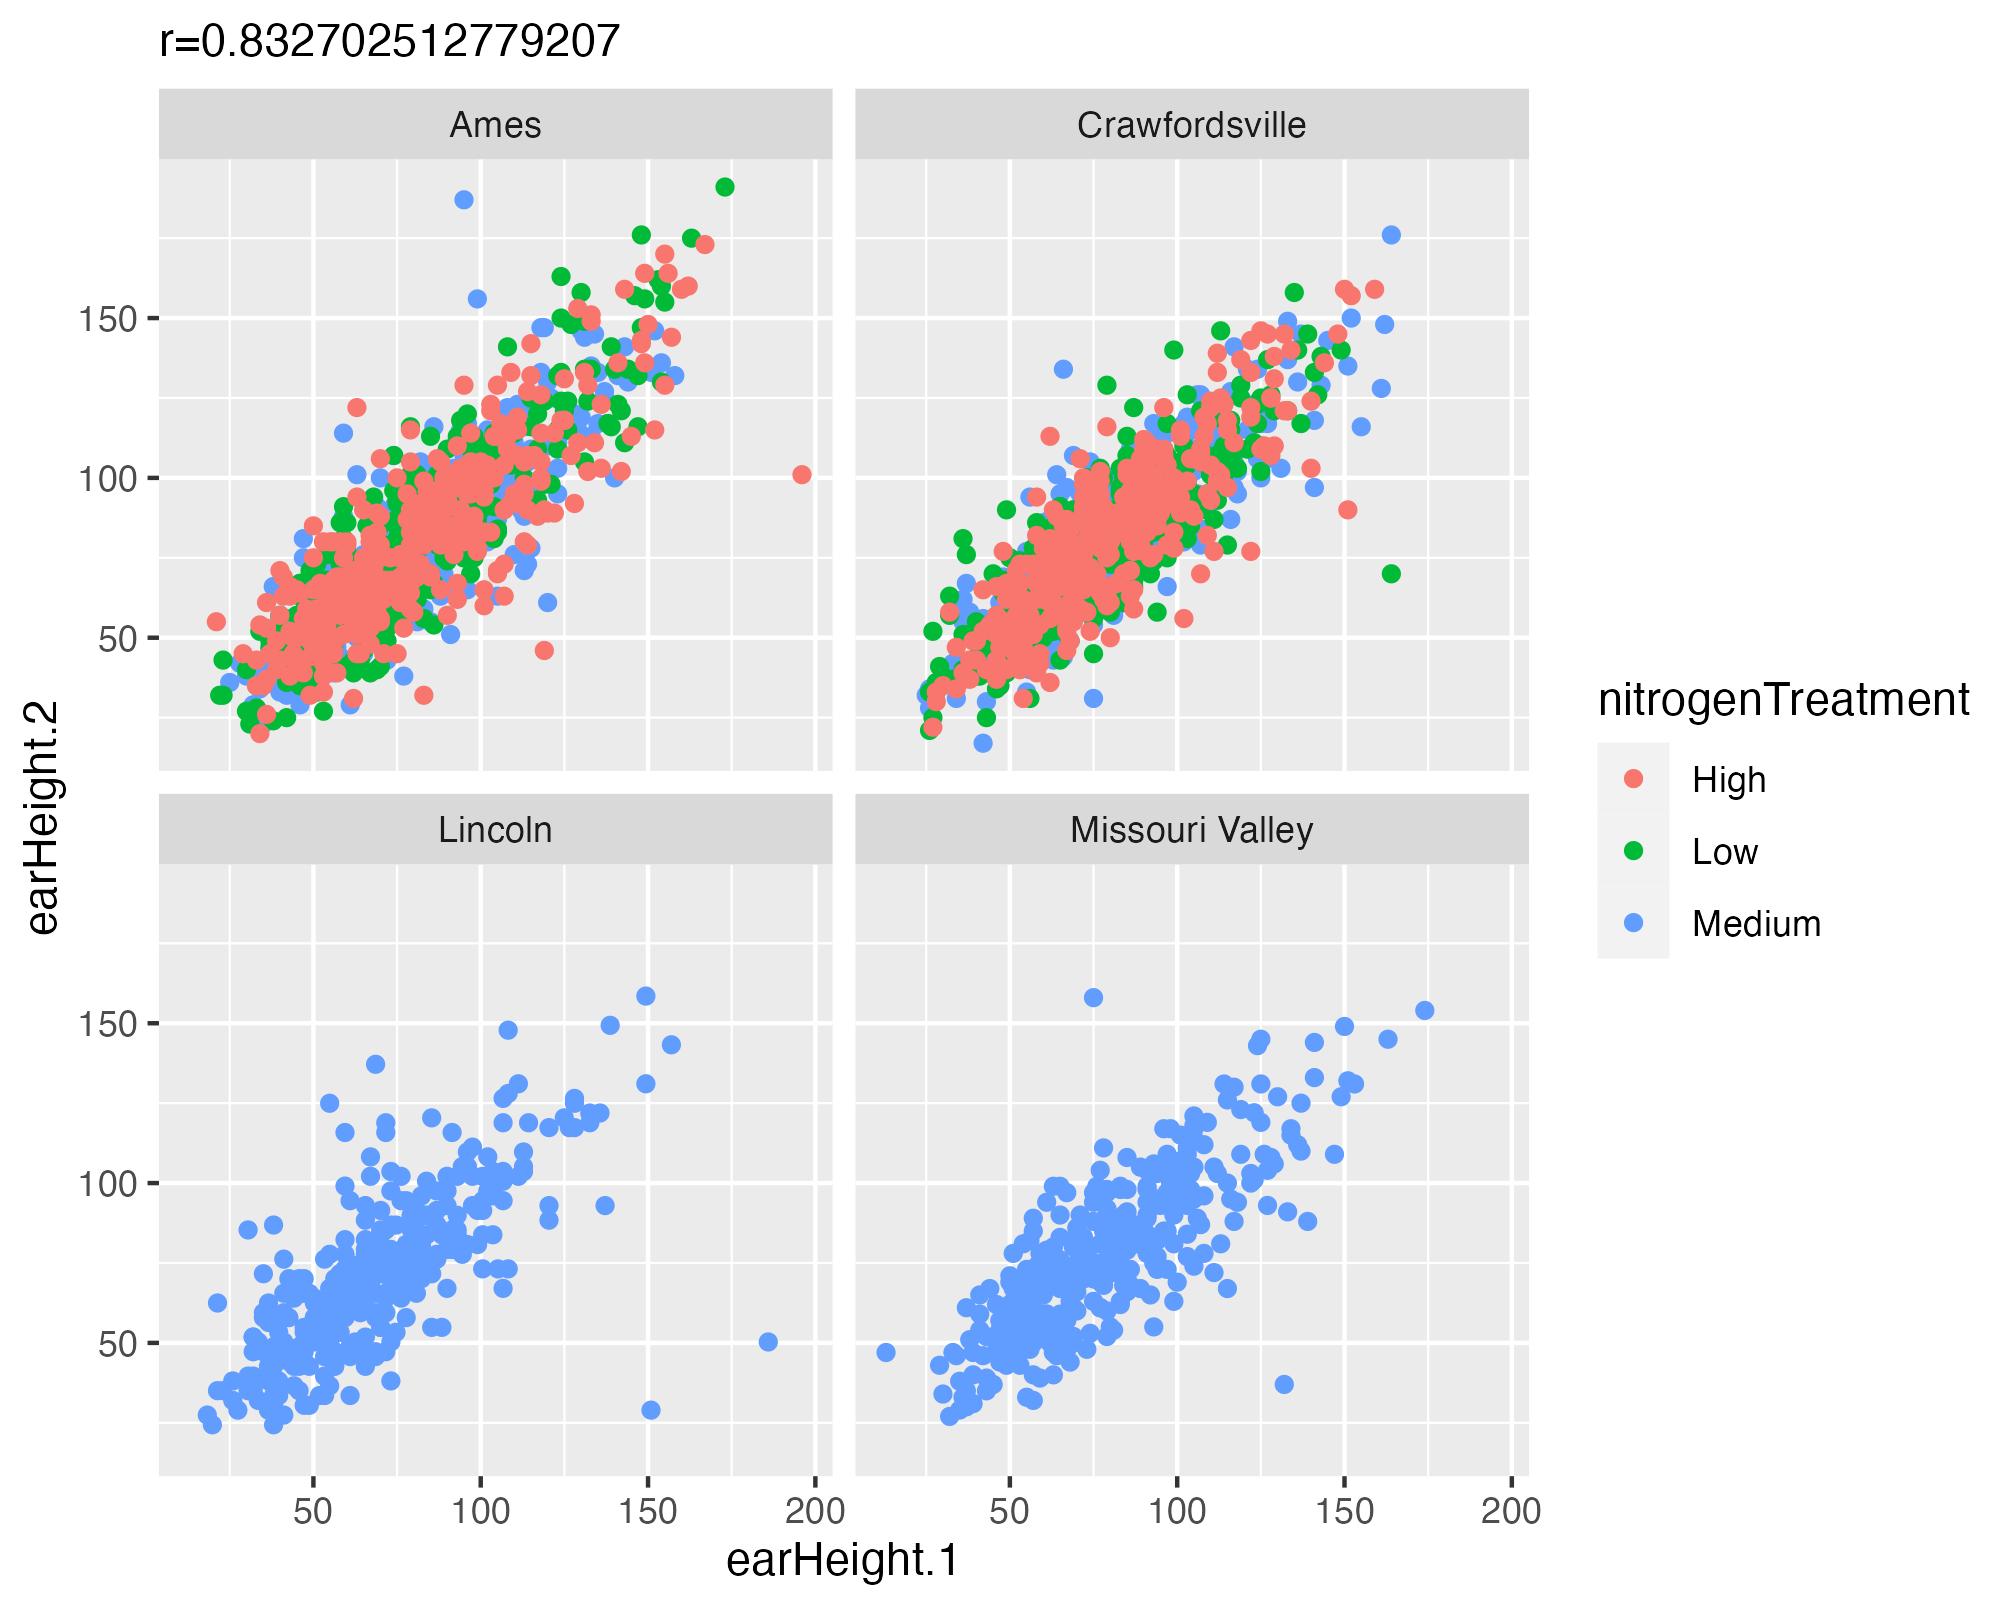 r=0.832702512779207
Ames
Crawfordsville
150
100
50
Lincoln
Missouri Valley
150
100
50
50
100
150
200
50
100
150
200
earHeight.1
earHeight.2
nitrogenTreatment
High
Low
Medium